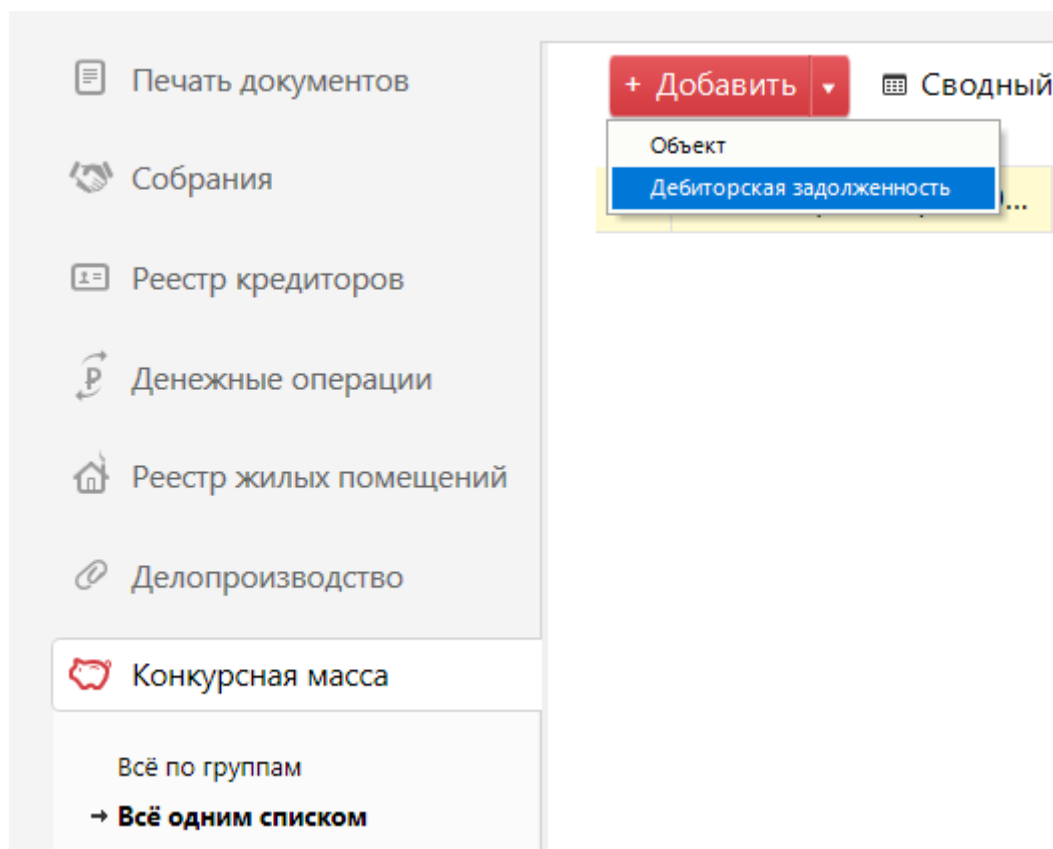 Печать документов
+ Добавить
Сводный
Объект
Дебиторская задолженность
...
Собрания
Реестр кредиторов
Денежные операции
Реестр жилых помещений
Делопроизводство
Конкурсная масса
Всё по группам
→ Всё одним списком